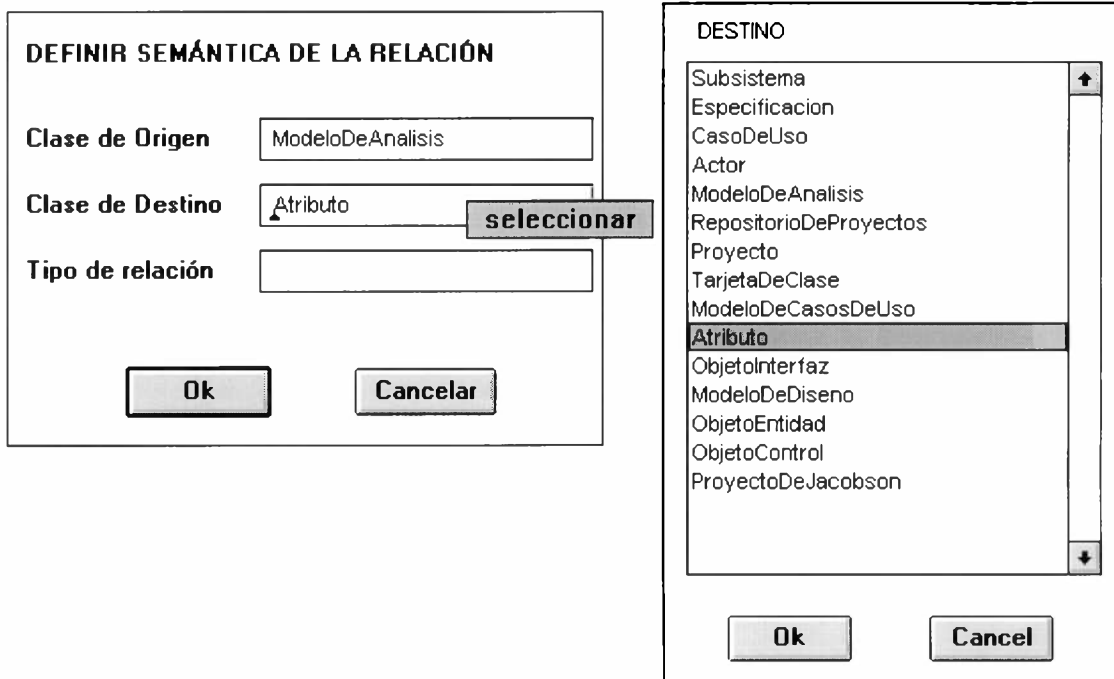 DEFINIR SEMÁNTICA DE LA RELACIÓN
Clase de Origen ModeloDeAnalisis
Clase de Destino Atributo
seleccionar
Tipo de relación
Ok Cancelar
DESTINO
Subsistema
Especificacion
CasoDeUso
Actor
ModeloDeAnalisis
RepositorioDeProyectos
Proyecto
TarjetaDeClase
ModeloDeCasosDeUso
Atributo
ObjetoInterfaz
ModeloDeDiseno
ObjetoEntidad
ObjetoControl
ProyectoDeJacobson
Ok Cancel